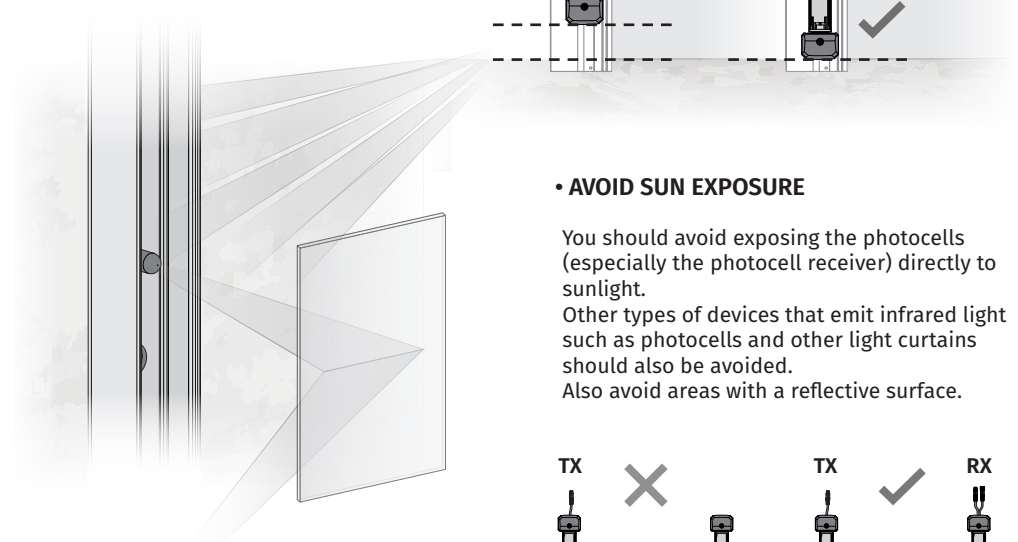 • AVOID SUN EXPOSURE
You should avoid exposing the photocells
(especially the photocell receiver) directly to
sunlight.
Other types of devices that emit infrared light
such as photocells and other light curtains
should also be avoided.
Also avoid areas with a reflective surface.
TX TX RX